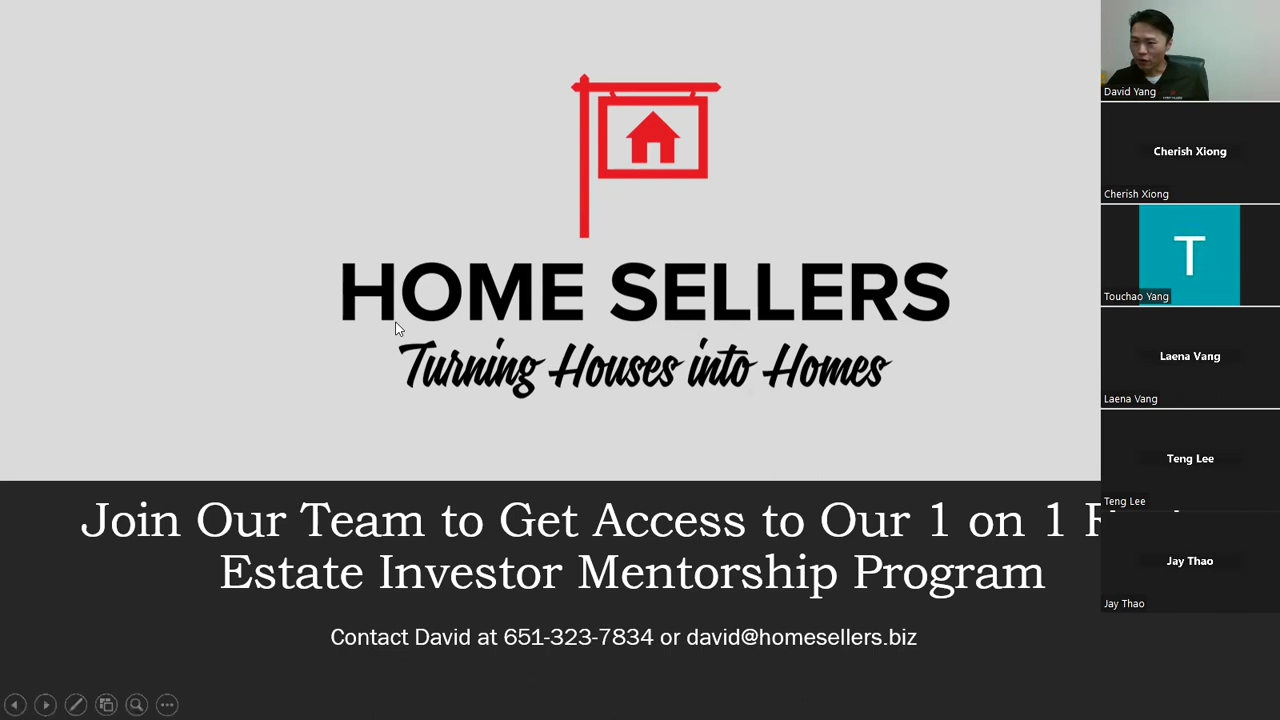 HOME SELLERS
Turning Houses into Homes
Join Our Team to Get Access to Our 1 on 1
Estate Investor Mentorship Program
Contact David at 651-323-7834 or david@homesellers.biz
David Yang
Cherish Xiong
Cherish Xiong
T
Touchao Yang
Laena Vang
Laena Vang
Teng Lee
Teng Lee
Jay Thao
Jay Thao